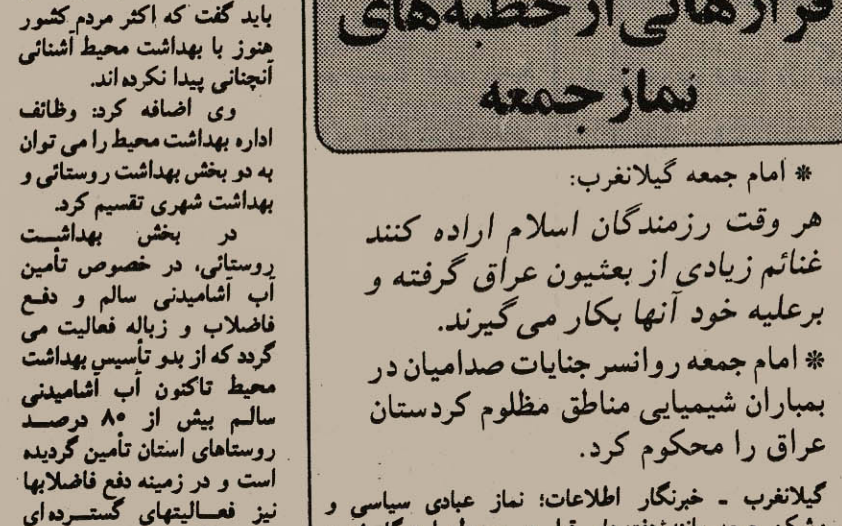 فرازهائی از خطبه‌های
نماز جمعه
* امام جمعه گیلانغرب:
هر وقت رزمندگان اسلام اراده کنند
غنائم زیادی از بعثیون عراق گرفته و
برعلیه خود آنها بکار می‌گیرند.
* امام جمعه روانسر جنایات صدامیان در
بمباران شیمیایی مناطق مظلوم کردستان
عراق را محکوم کرد.
گیلانغرب ـ خبرنگار اطلاعات: نماز عبادی سیاسی و
باید گفت که اکثر مردم کشور
هنوز با بهداشت محیط آشنائی
آنچنانی پیدا نکرده‌اند.
وی اضافه کرد: وظائف
اداره بهداشت محیط را می توان
به دو بخش بهداشت روستائی و
بهداشت شهری تقسیم کرد.
در بخش بهداشت
روستائی، در خصوص تأمین
آب آشامیدنی سالم و دفع
فاضلاب و زباله فعالیت می
گردد که از بدو تأسیس بهداشت
محیط تاکنون آب آشامیدنی
سالم بیش از ۸۰ درصد
روستاهای استان تأمین گردیده
است و در زمینه دفع فاضلابها
نیز فعالیتهای گسترده‌ای